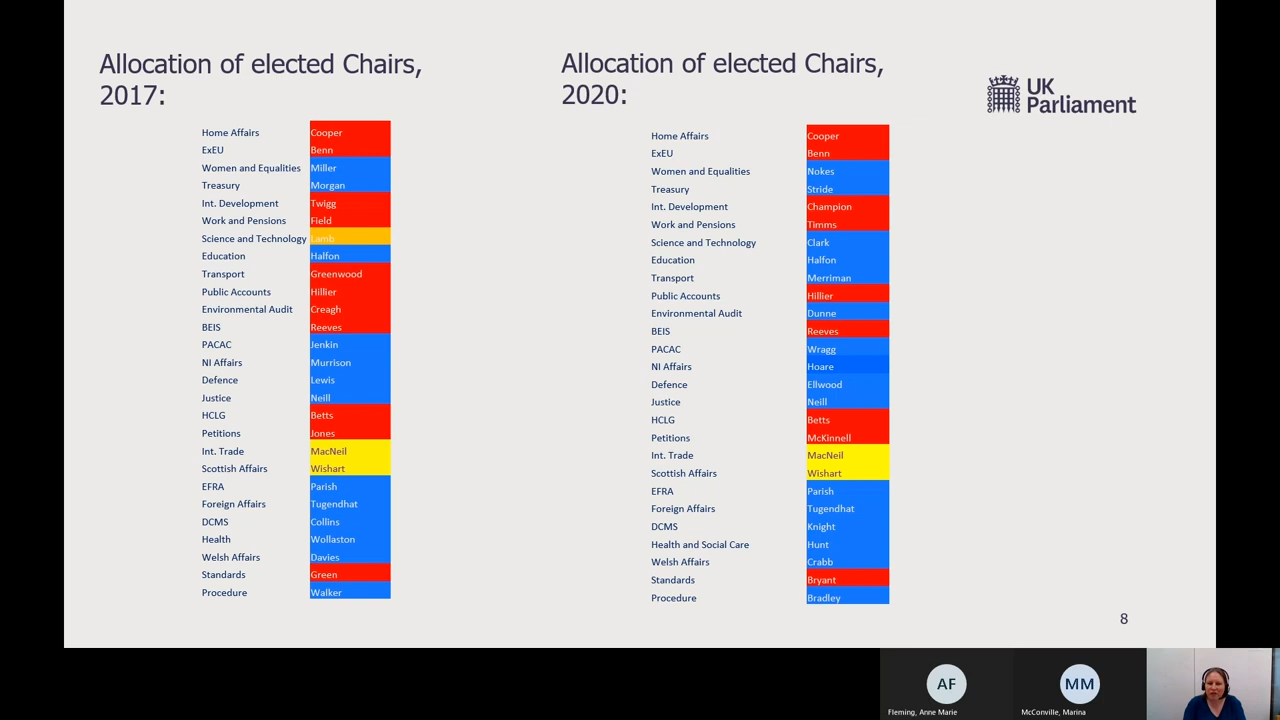 Allocation of elected Chairs,
2017:
Home Affairs Cooper
ExEU Benn
Women and Equalities Miller
Treasury Morgan
Int. Development Twigg
Work and Pensions Field
Science and Technology Lamb
Education Halfon
Transport Greenwood
Public Accounts Hillier
Environmental Audit Creagh
BEIS Reeves
PACAC Jenkin
NI Affairs Murrison
Defence Lewis
Justice Neill
HCLG Betts
Petitions Jones
Int. Trade MacNeil
Scottish Affairs Wishart
EFRA Parish
Foreign Affairs Tugendhat
DCMS Collins
Health Wollaston
Welsh Affairs Davies
Standards Green
Procedure Walker
Allocation of elected Chairs,
2020:
Home Affairs Cooper
ExEU Benn
Women and Equalities Nokes
Treasury Stride
Int. Development Champion
Work and Pensions Timms
Science and Technology Clark
Education Halfon
Transport Merriman
Public Accounts Hillier
Environmental Audit Dunne
BEIS Reeves
PACAC Wragg
NI Affairs Hoare
Defence Ellwood
Justice Neill
HCLG Betts
Petitions McKinnell
Int. Trade MacNeil
Scottish Affairs Wishart
EFRA Parish
Foreign Affairs Tugendhat
DCMS Knight
Health and Social Care Hunt
Welsh Affairs Crabb
Standards Bryant
Procedure Bradley
UK
Parliament
8
AF
Fleming, Anne Marie
MM
McConville, Marina